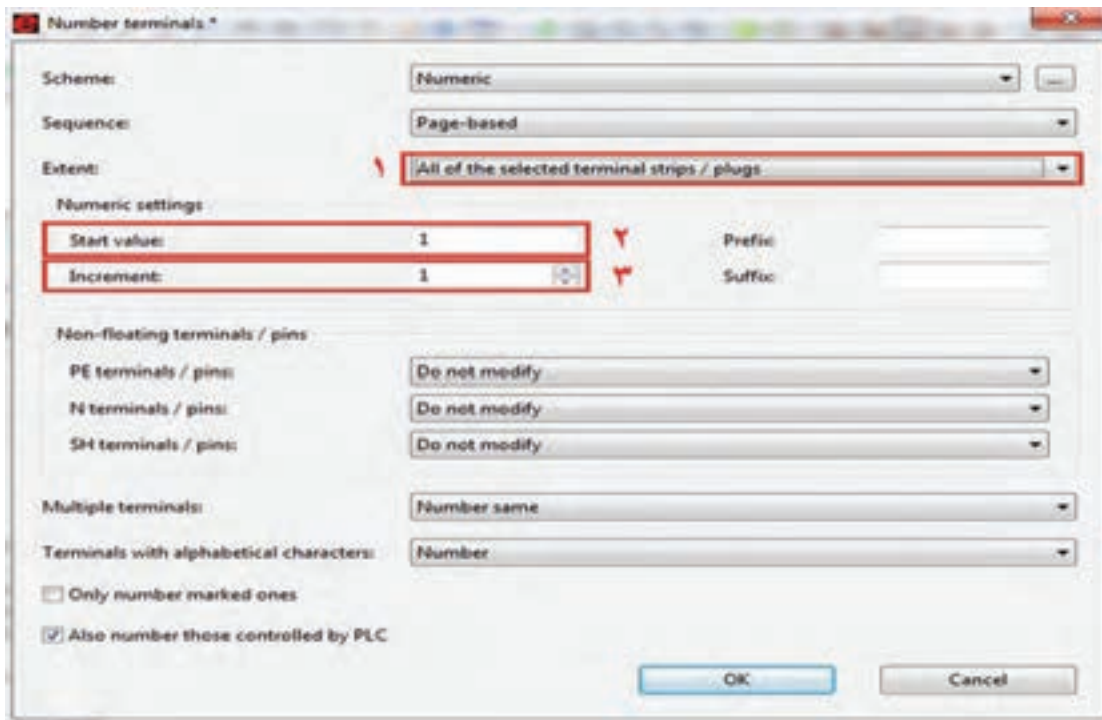 Number terminals *
Scheme: Numeric ...
Sequence: Page-based
Extent: ۱ All of the selected terminal strips / plugs
Numeric settings
Start value: 1 ۲ Prefix:
Increment: 1 ۳ Suffix:
Non-floating terminals / pins
PE terminals / pins: Do not modify
N terminals / pins: Do not modify
SH terminals / pins: Do not modify
Multiple terminals: Number same
Terminals with alphabetical characters: Number
Only number marked ones
Also number those controlled by PLC
OK Cancel